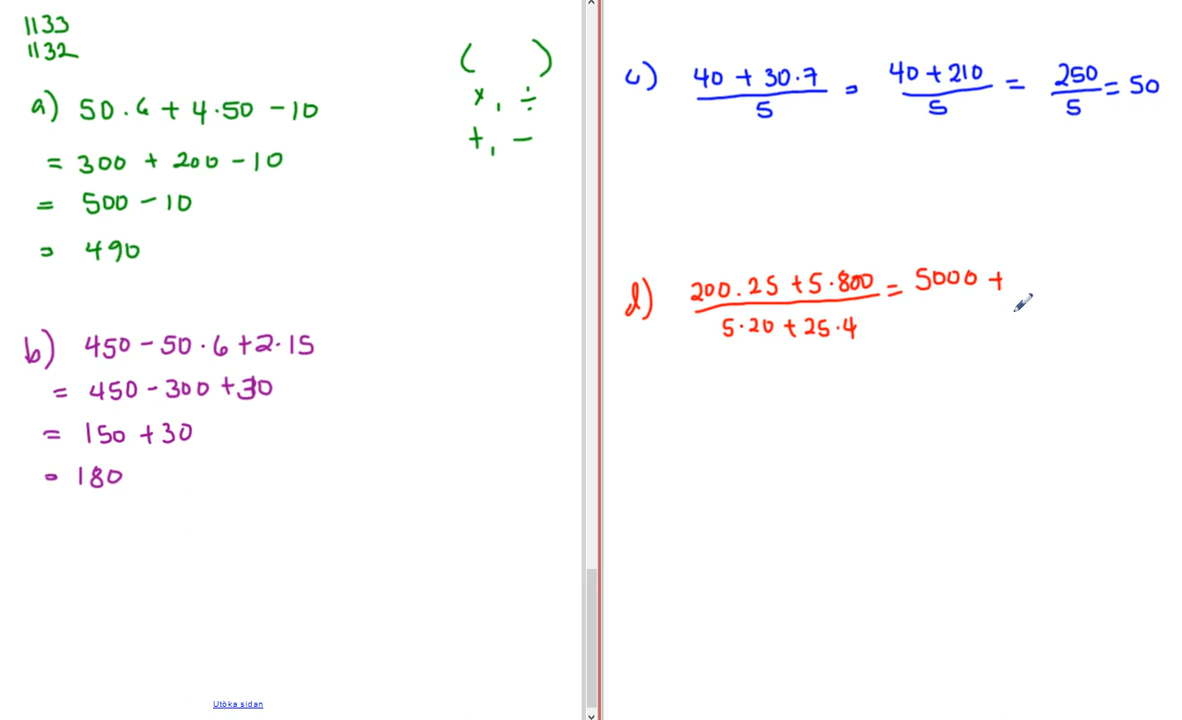 1133
1132
a) 50.6 + 4.50 - 10
= 300 + 200 - 10
= 500 - 10
= 490
b) 450 - 50.6 + 2.15
= 450 - 300 + 30
= 150 + 30
= 180
Utöka sidan
( )
×, ÷
+, -
c) 40 + 30.7 / 5 = 40 + 210 / 5 = 250 / 5 = 50
d) 200.25 + 5.800 / 5.20 + 25.4 = 5000 +